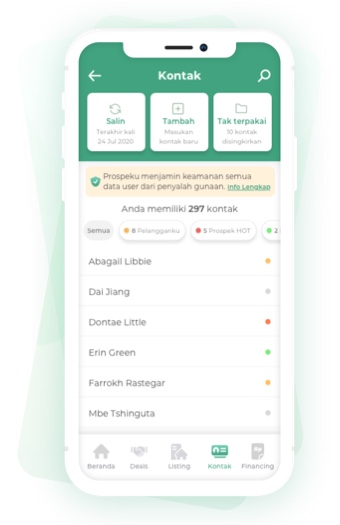 Kontak
Salin
Terakhir kali
24 Jul 2020
Tambah
Masukan
kontak baru
Tak terpakai
10 kontak
disingkirkan
Prospeku menjamin keamanan semua
data user dari penyalah gunaan. Info Lengkap
Anda memiliki 297 kontak
Semua
8 Pelangganku
5 Prospek HOT
2
Abagail Libbie
Dai Jiang
Dontae Little
Erin Green
Farrokh Rastegar
Mbe Tshinguta
Beranda
Deals
Listing
Kontak
Financing